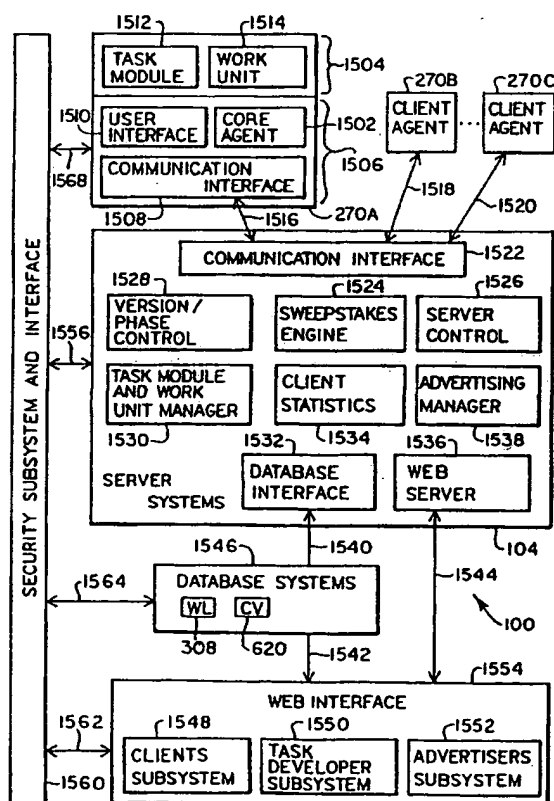 1512
1514
TASK MODULE
WORK UNIT
1504
270B
270C
1510
USER INTERFACE
CORE AGENT
1502
CLIENT AGENT
...
CLIENT AGENT
1506
1568
COMMUNICATION INTERFACE
1518
1520
1508
1516
270A
COMMUNICATION INTERFACE
1522
1528
1524
1526
VERSION/ PHASE CONTROL
SWEEPSTAKES ENGINE
SERVER CONTROL
1556
TASK MODULE AND WORK UNIT MANAGER
CLIENT STATISTICS
ADVERTISING MANAGER
1530
1532
1534
1536
1538
SERVER SYSTEMS
DATABASE INTERFACE
WEB SERVER
104
1546
1540
1544
1564
DATABASE SYSTEMS
WL
CV
308
620
1542
100
1554
WEB INTERFACE
1562
1548
1550
1552
CLIENTS SUBSYSTEM
TASK DEVELOPER SUBSYSTEM
ADVERTISERS SUBSYSTEM
1560
SECURITY SUBSYSTEM AND INTERFACE